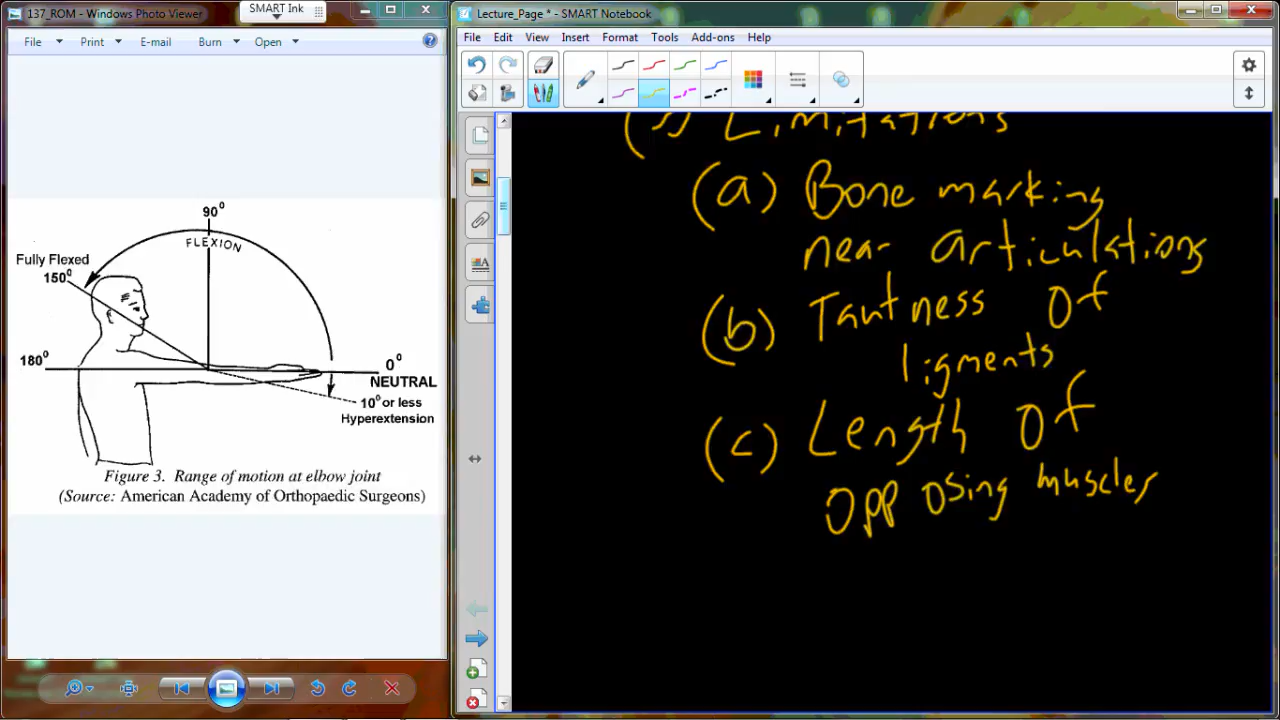 137_ROM - Windows Photo Viewer
SMART Ink
File Print E-mail Burn Open
90°
FLEXION
Fully Flexed
150°
180°
0°
NEUTRAL
10° or less
Hyperextension
Figure 3. Range of motion at elbow joint
(Source: American Academy of Orthopaedic Surgeons)
Lecture_Page * - SMART Notebook
File Edit View Insert Format Tools Add-ons Help
Limitations
(a) Bone marking
near articulations
(b) Tautness of
ligments
(c) Length of
opposing muscles